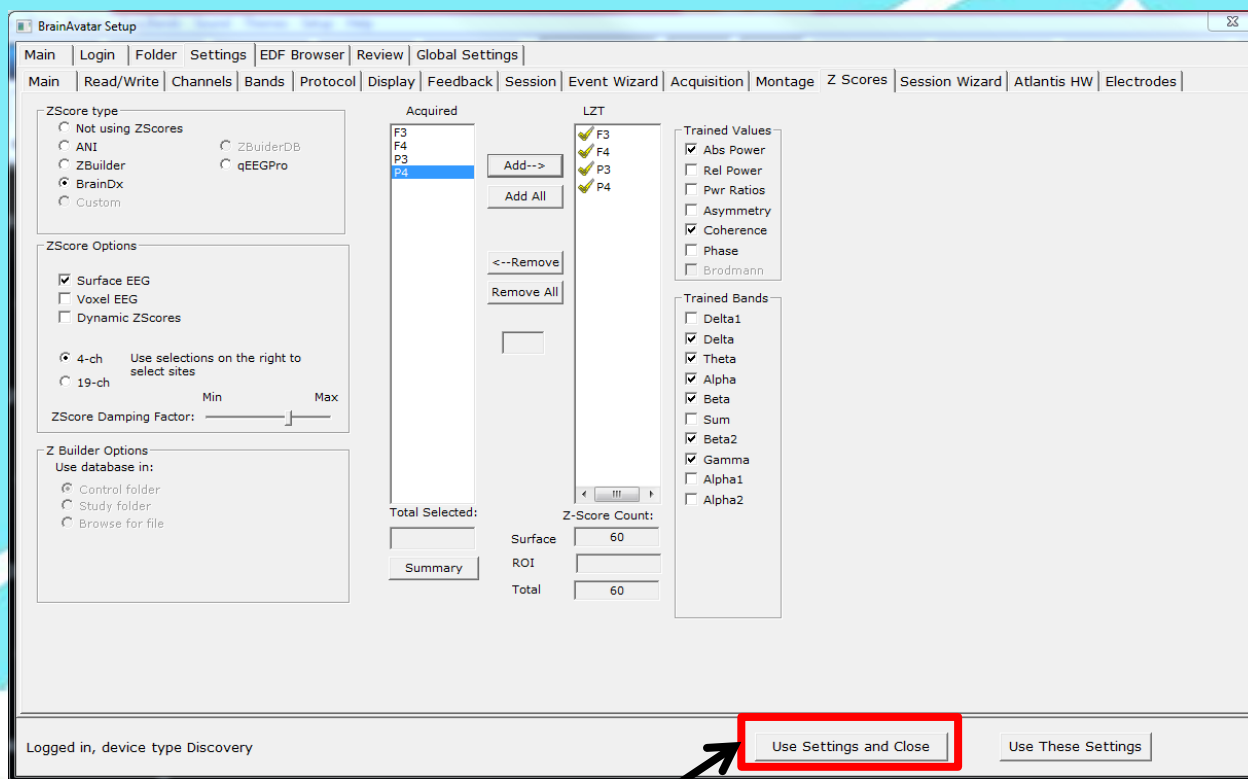 BrainAvatar Setup
Main Login Folder Settings EDF Browser Review Global Settings
Main Read/Write Channels Bands Protocol Display Feedback Session Event Wizard Acquisition Montage Z Scores Session Wizard Atlantis HW Electrodes
ZScore type
Not using ZScores
ANI
ZBuiderDB
ZBuilder
qEEGPro
BrainDx
Custom
ZScore Options
Surface EEG
Voxel EEG
Dynamic ZScores
4-ch
Use selections on the right to
select sites
19-ch
Min Max
ZScore Damping Factor:
Z Builder Options
Use database in:
Control folder
Study folder
Browse for file
Acquired
F3
F4
P3
P4
Total Selected:
Summary
Add-->
Add All
<--Remove
Remove All
LZT
F3
F4
P3
P4
Z-Score Count:
Surface 60
ROI
Total 60
Trained Values
Abs Power
Rel Power
Pwr Ratios
Asymmetry
Coherence
Phase
Brodmann
Trained Bands
Delta1
Delta
Theta
Alpha
Beta
Sum
Beta2
Gamma
Alpha1
Alpha2
Logged in, device type Discovery
Use Settings and Close
Use These Settings